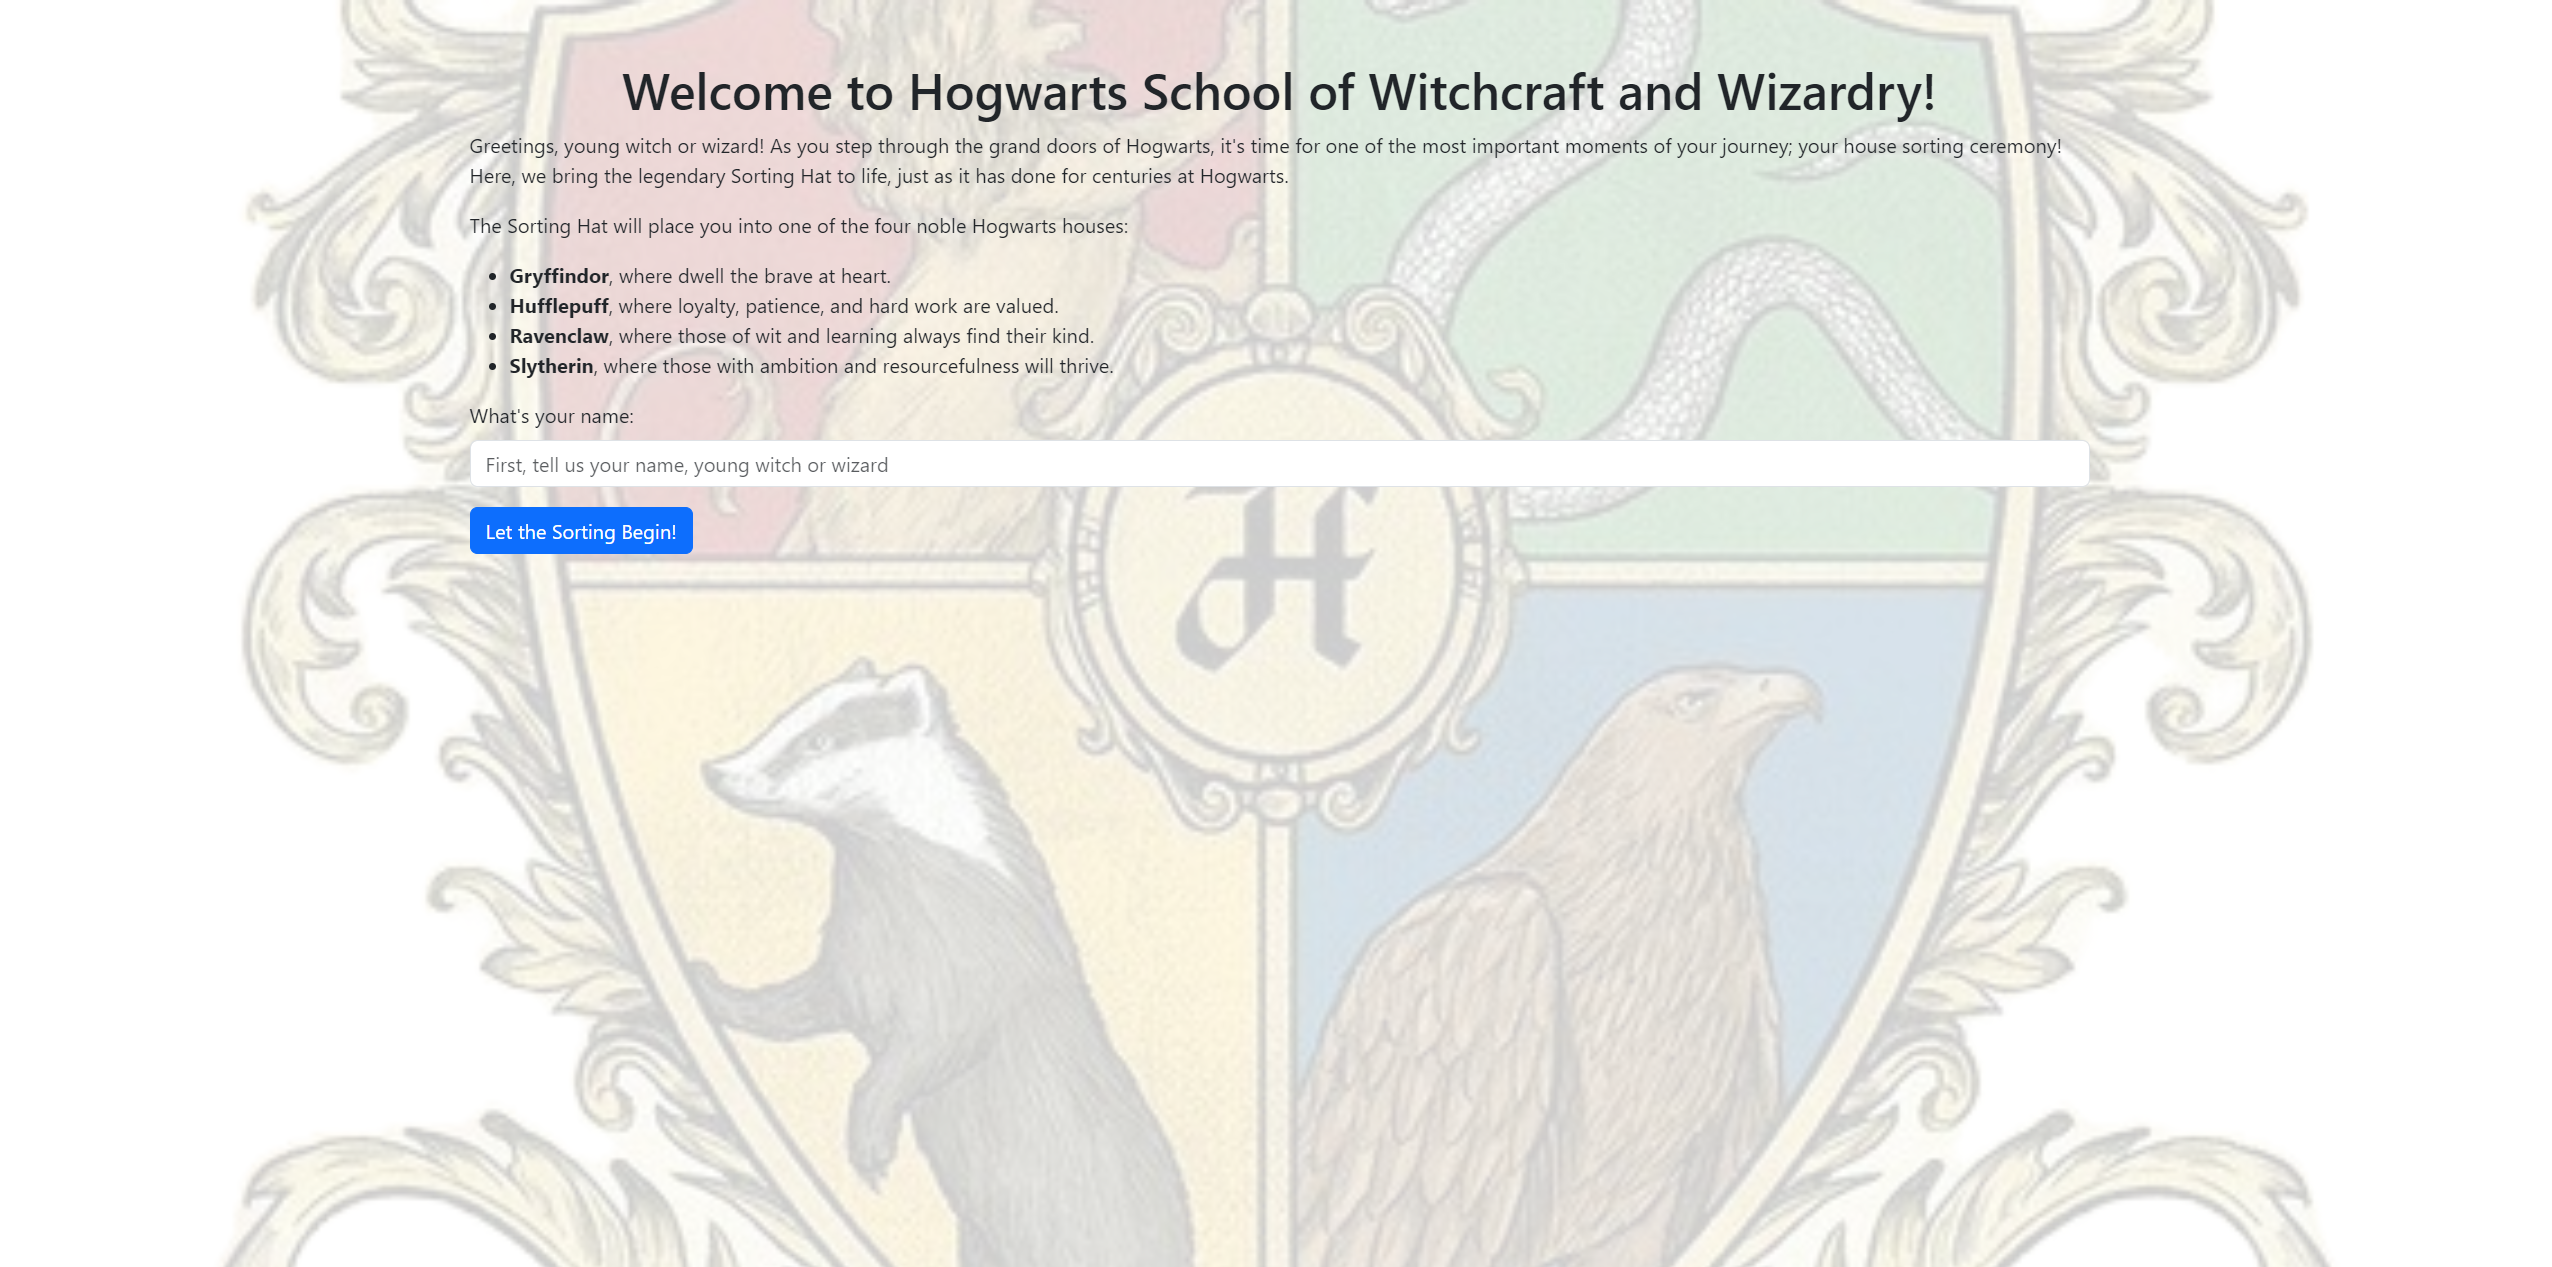 Welcome to Hogwarts School of Witchcraft and Wizardry!
Greetings, young witch or wizard! As you step through the grand doors of Hogwarts, it's time for one of the most important moments of your journey; your house sorting ceremony!
Here, we bring the legendary Sorting Hat to life, just as it has done for centuries at Hogwarts.
The Sorting Hat will place you into one of the four noble Hogwarts houses:
Gryffindor, where dwell the brave at heart.
Hufflepuff, where loyalty, patience, and hard work are valued.
Ravenclaw, where those of wit and learning always find their kind.
Slytherin, where those with ambition and resourcefulness will thrive.
What's your name:
First, tell us your name, young witch or wizard
H
Let the Sorting Begin!